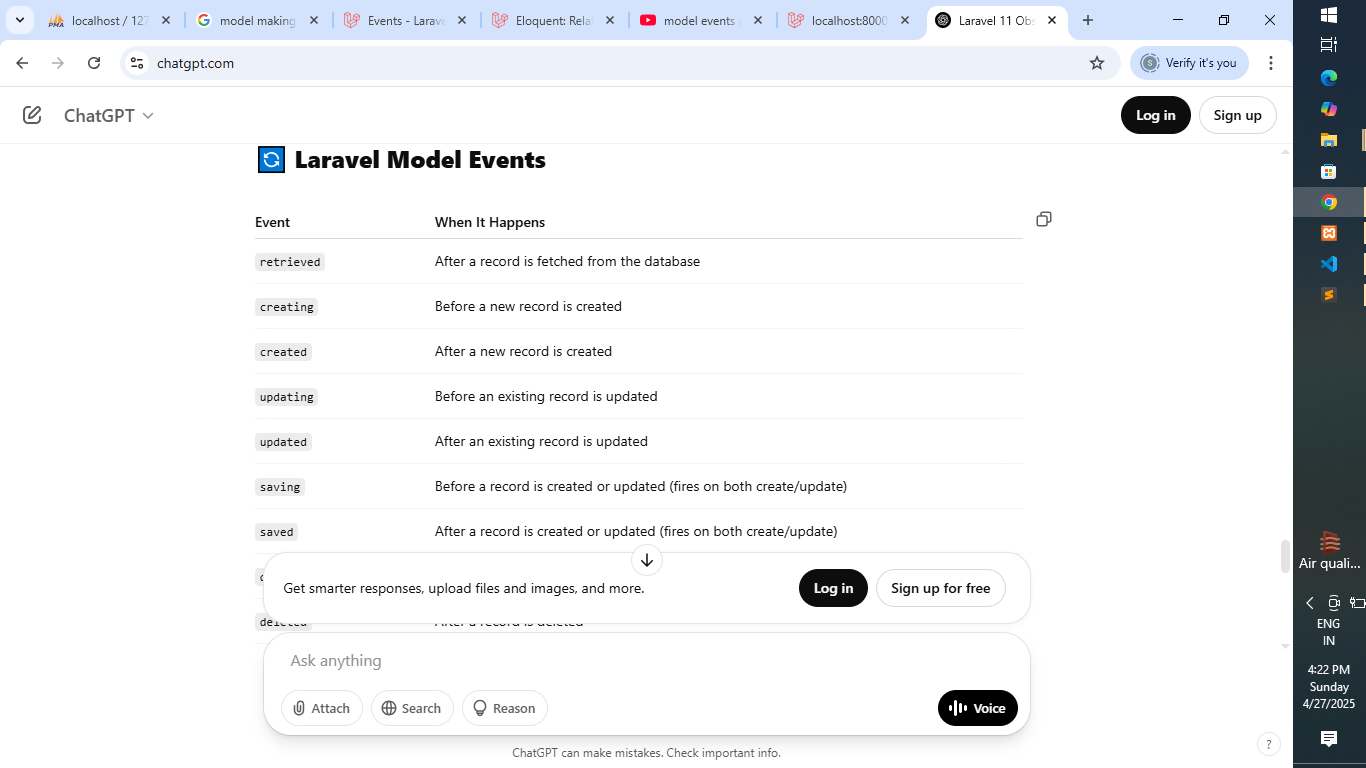 localhost / 127
model making
Events - Larave
Eloquent: Rela
model events a
localhost:8000
Laravel 11 Obs
chatgpt.com
Verify it's you
ChatGPT
Log in
Sign up
Laravel Model Events
Event When It Happens
retrieved After a record is fetched from the database
creating Before a new record is created
created After a new record is created
updating Before an existing record is updated
updated After an existing record is updated
saving Before a record is created or updated (fires on both create/update)
saved After a record is created or updated (fires on both create/update)
Get smarter responses, upload files and images, and more.
Log in
Sign up for free
deleted After a record is deleted
Ask anything
Attach
Search
Reason
Voice
ChatGPT can make mistakes. Check important info.
?
Air quali...
ENG
IN
4:22 PM
Sunday
4/27/2025